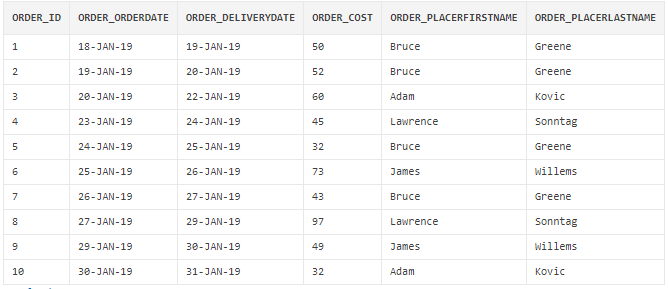 ORDER_ID ORDER_ORDERDATE ORDER_DELIVERYDATE ORDER_COST ORDER_PLACERFIRSTNAME ORDER_PLACERLASTNAME
1 18-JAN-19 19-JAN-19 50 Bruce Greene
2 19-JAN-19 20-JAN-19 52 Bruce Greene
3 20-JAN-19 22-JAN-19 60 Adam Kovic
4 23-JAN-19 24-JAN-19 45 Lawrence Sonntag
5 24-JAN-19 25-JAN-19 32 Bruce Greene
6 25-JAN-19 26-JAN-19 73 James Willems
7 26-JAN-19 27-JAN-19 43 Bruce Greene
8 27-JAN-19 29-JAN-19 97 Lawrence Sonntag
9 29-JAN-19 30-JAN-19 49 James Willems
10 30-JAN-19 31-JAN-19 32 Adam Kovic